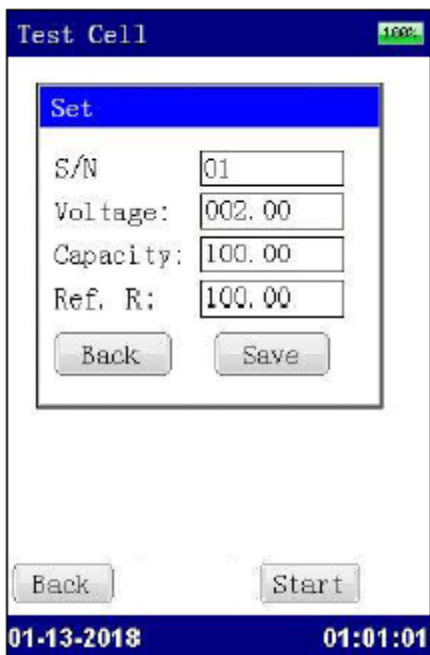 Test Cell 100%
Set
S/N 01
Voltage: 002.00
Capacity: 100.00
Ref. R: 100.00
Back Save
Back Start
01-13-2018 01:01:01